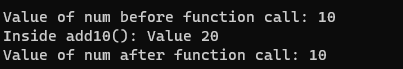 Value of num before function call: 10
Inside add10(): Value 20
Value of num after function call: 10